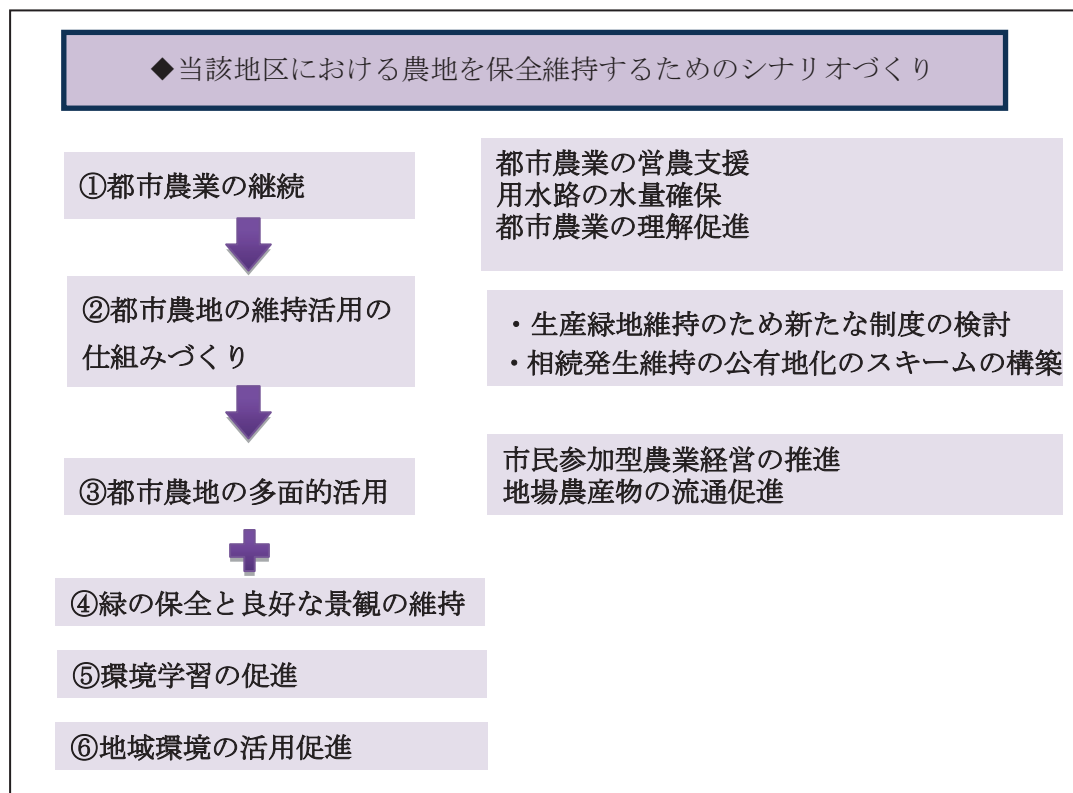 ◆当該地区における農地を保全維持するためのシナリオづくり
①都市農業の継続
都市農業の営農支援
用水路の水量確保
都市農業の理解促進
②都市農地の維持活用の
仕組みづくり
・生産緑地維持のため新たな制度の検討
・相続発生維持の公有地化のスキームの構築
③都市農地の多面的活用
市民参加型農業経営の推進
地場農産物の流通促進
④緑の保全と良好な景観の維持
⑤環境学習の促進
⑥地域環境の活用促進